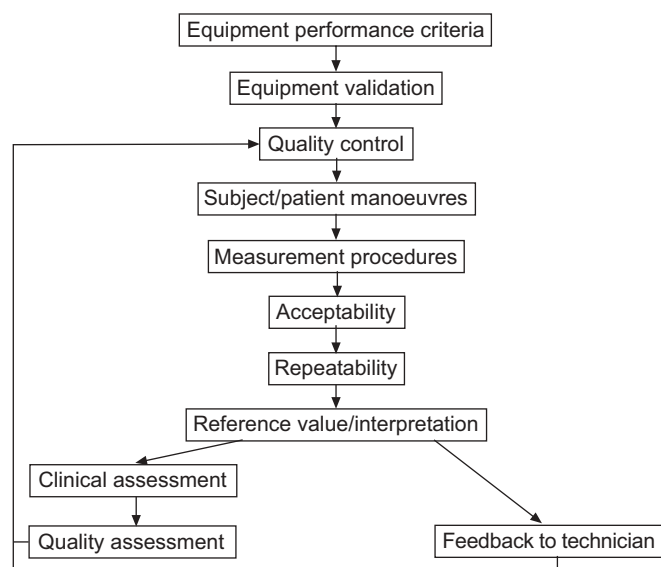 Equipment performance criteria
Equipment validation
Quality control
Subject/patient manoeuvres
Measurement procedures
Acceptability
Repeatability
Reference value/interpretation
Clinical assessment
Quality assessment
Feedback to technician